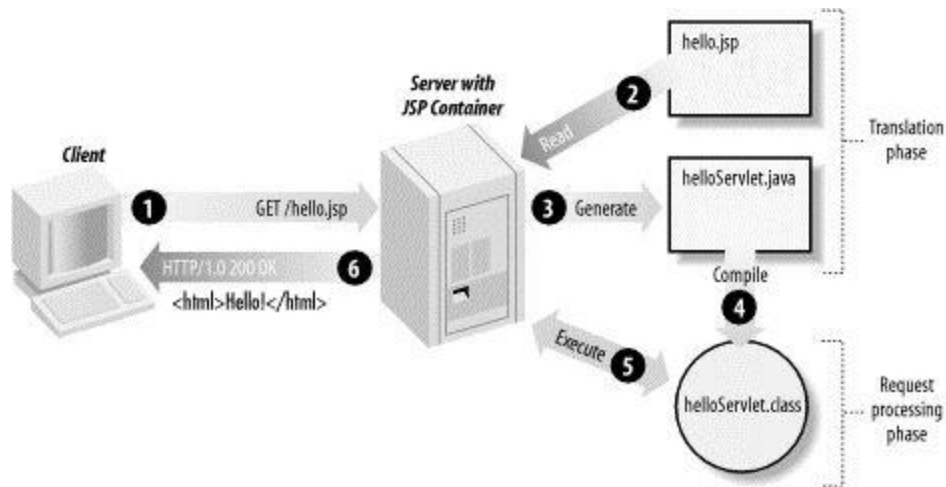 hello.jsp
Server with
JSP Container
2
Read
Translation
phase
Client
helloServlet.java
1
GET /hello.jsp
3
Generate
HTTP/1.0 200 OK
6
<html>Hello!</html>
Compile
4
Execute
5
helloServlet.class
Request
processing
phase